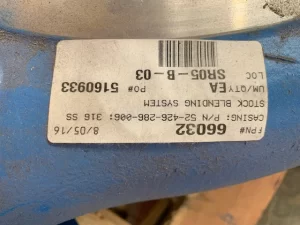 FPN# 8/05/16
66032
CASING: P/N 52-426-286-006: 316 SS
STOCK BLENDING SYSTEM
UM/QTY EA PO# 5160933
LOC SR05-B-03